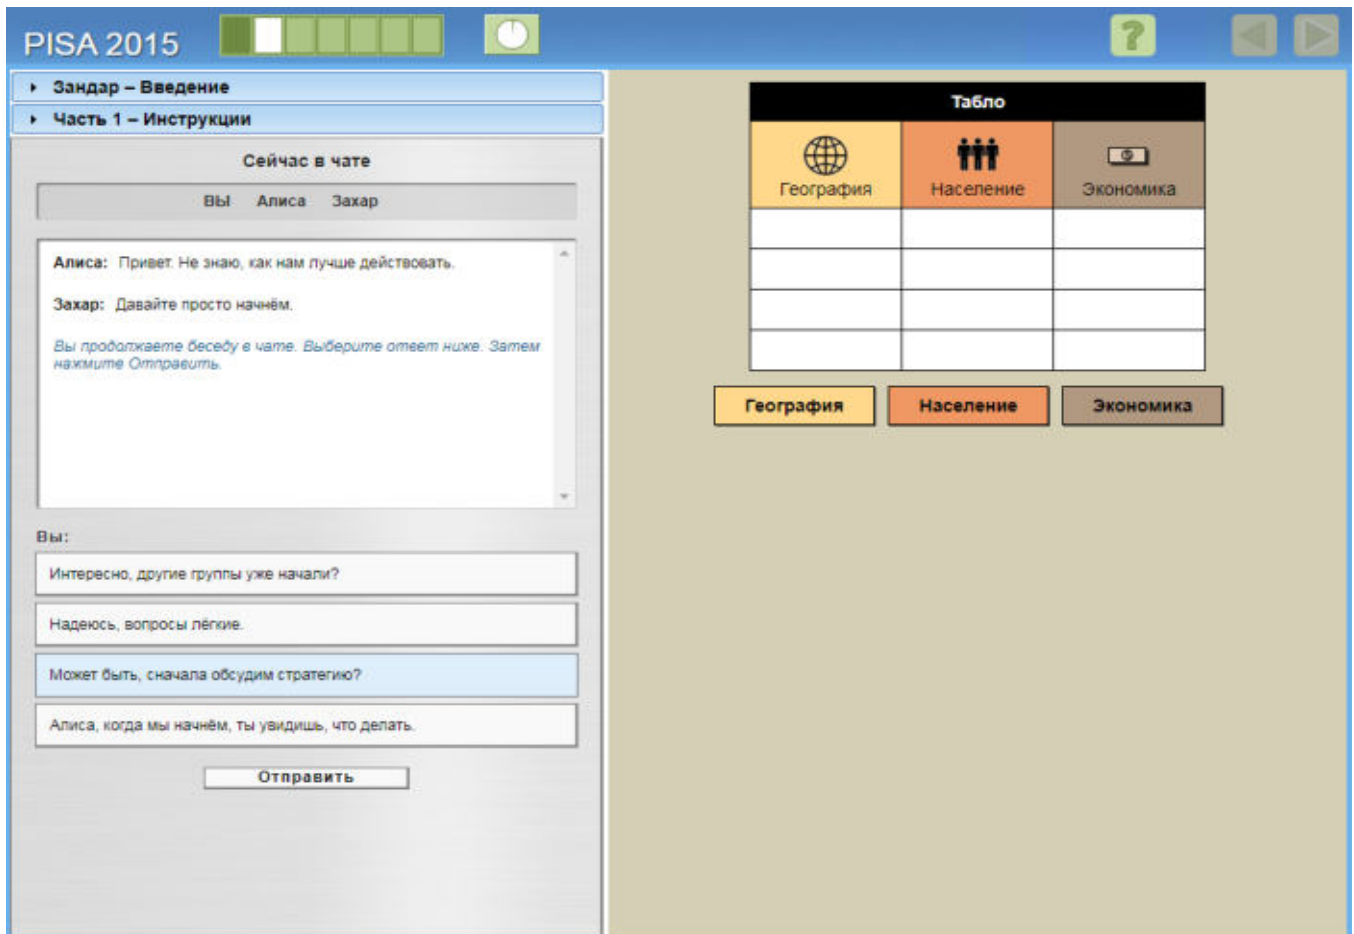 PISA 2015
?
Зандар – Введение
Часть 1 – Инструкции
Сейчас в чате
ВЫ Алиса Захар
Алиса: Привет. Не знаю, как нам лучше действовать.
Захар: Давайте просто начнём.
Вы продолжаете беседу в чате. Выберите ответ ниже. Затем
нажмите Отправить.
Вы:
Интересно, другие группы уже начали?
Надеюсь, вопросы лёгкие.
Может быть, сначала обсудим стратегию?
Алиса, когда мы начнём, ты увидишь, что делать.
Отправить
Табло
География Население Экономика
География Население Экономика